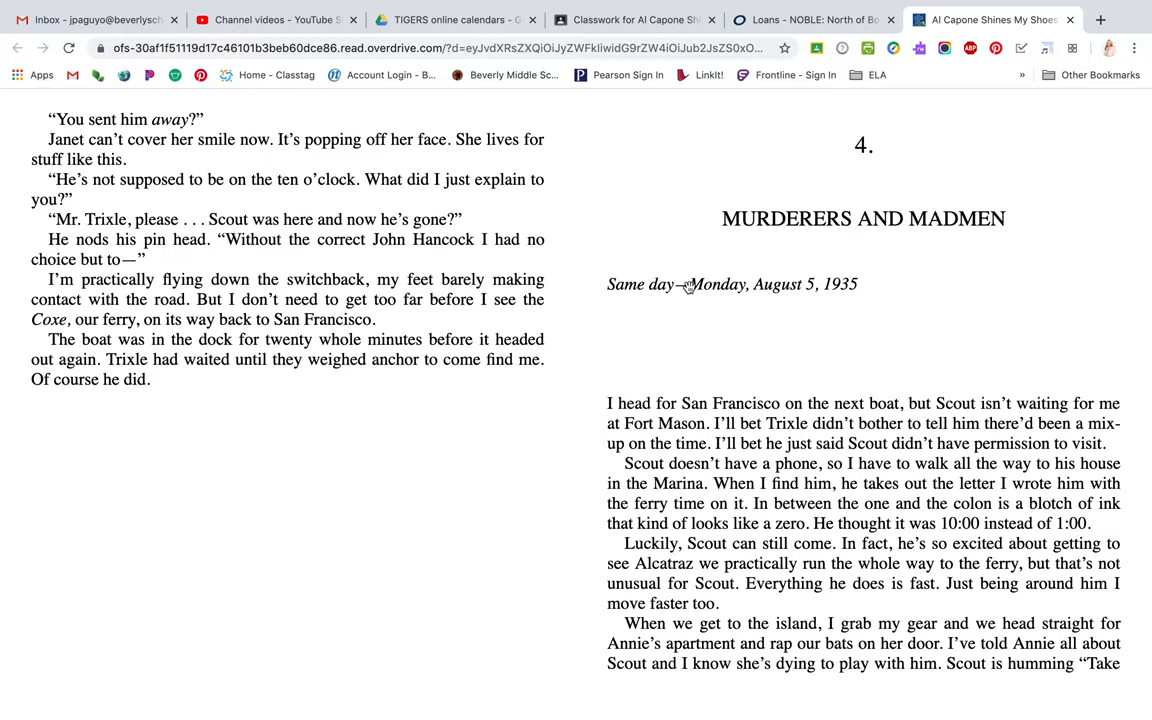 Inbox - jpaguyo@beverlysch
Channel videos - YouTube S
TIGERS online calendars - G
Classwork for Al Capone Shi
Loans - NOBLE: North of Bo
Al Capone Shines My Shoes
ofs-30af1f51119d17c46101b3beb60dce86.read.overdrive.com/?d=eyJvdXRsZXQiOiJyZWFkIiwidG9rZW4iOiJub2JsZS0xO...
Apps
Home - Classtag
Account Login - B...
Beverly Middle Sc...
Pearson Sign In
LinkIt!
Frontline - Sign In
ELA
»
Other Bookmarks
“You sent him away?”
Janet can’t cover her smile now. It’s popping off her face. She lives for
stuff like this.
“He’s not supposed to be on the ten o’clock. What did I just explain to
you?”
“Mr. Trixle, please . . . Scout was here and now he’s gone?”
He nods his pin head. “Without the correct John Hancock I had no
choice but to—”
I’m practically flying down the switchback, my feet barely making
contact with the road. But I don’t need to get too far before I see the
Coxe, our ferry, on its way back to San Francisco.
The boat was in the dock for twenty whole minutes before it headed
out again. Trixle had waited until they weighed anchor to come find me.
Of course he did.
4.
MURDERERS AND MADMEN
Same day—Monday, August 5, 1935
I head for San Francisco on the next boat, but Scout isn’t waiting for me
at Fort Mason. I’ll bet Trixle didn’t bother to tell him there’d been a mix-
up on the time. I’ll bet he just said Scout didn’t have permission to visit.
Scout doesn’t have a phone, so I have to walk all the way to his house
in the Marina. When I find him, he takes out the letter I wrote him with
the ferry time on it. In between the one and the colon is a blotch of ink
that kind of looks like a zero. He thought it was 10:00 instead of 1:00.
Luckily, Scout can still come. In fact, he’s so excited about getting to
see Alcatraz we practically run the whole way to the ferry, but that’s not
unusual for Scout. Everything he does is fast. Just being around him I
move faster too.
When we get to the island, I grab my gear and we head straight for
Annie’s apartment and rap our bats on her door. I’ve told Annie all about
Scout and I know she’s dying to play with him. Scout is humming “Take